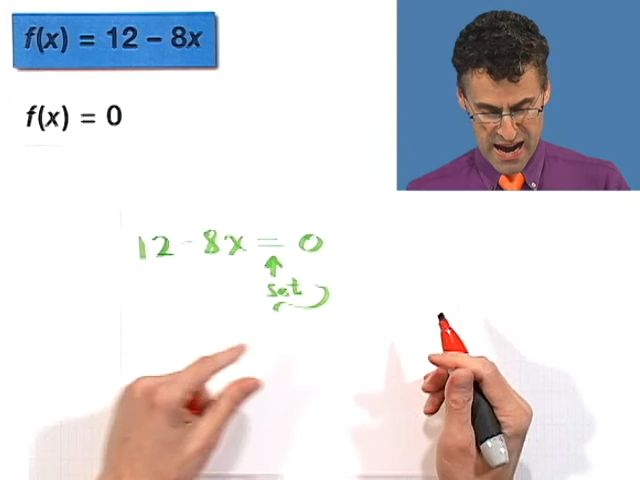 f(x) = 12 – 8x
f(x) = 0
12 - 8x = 0
set